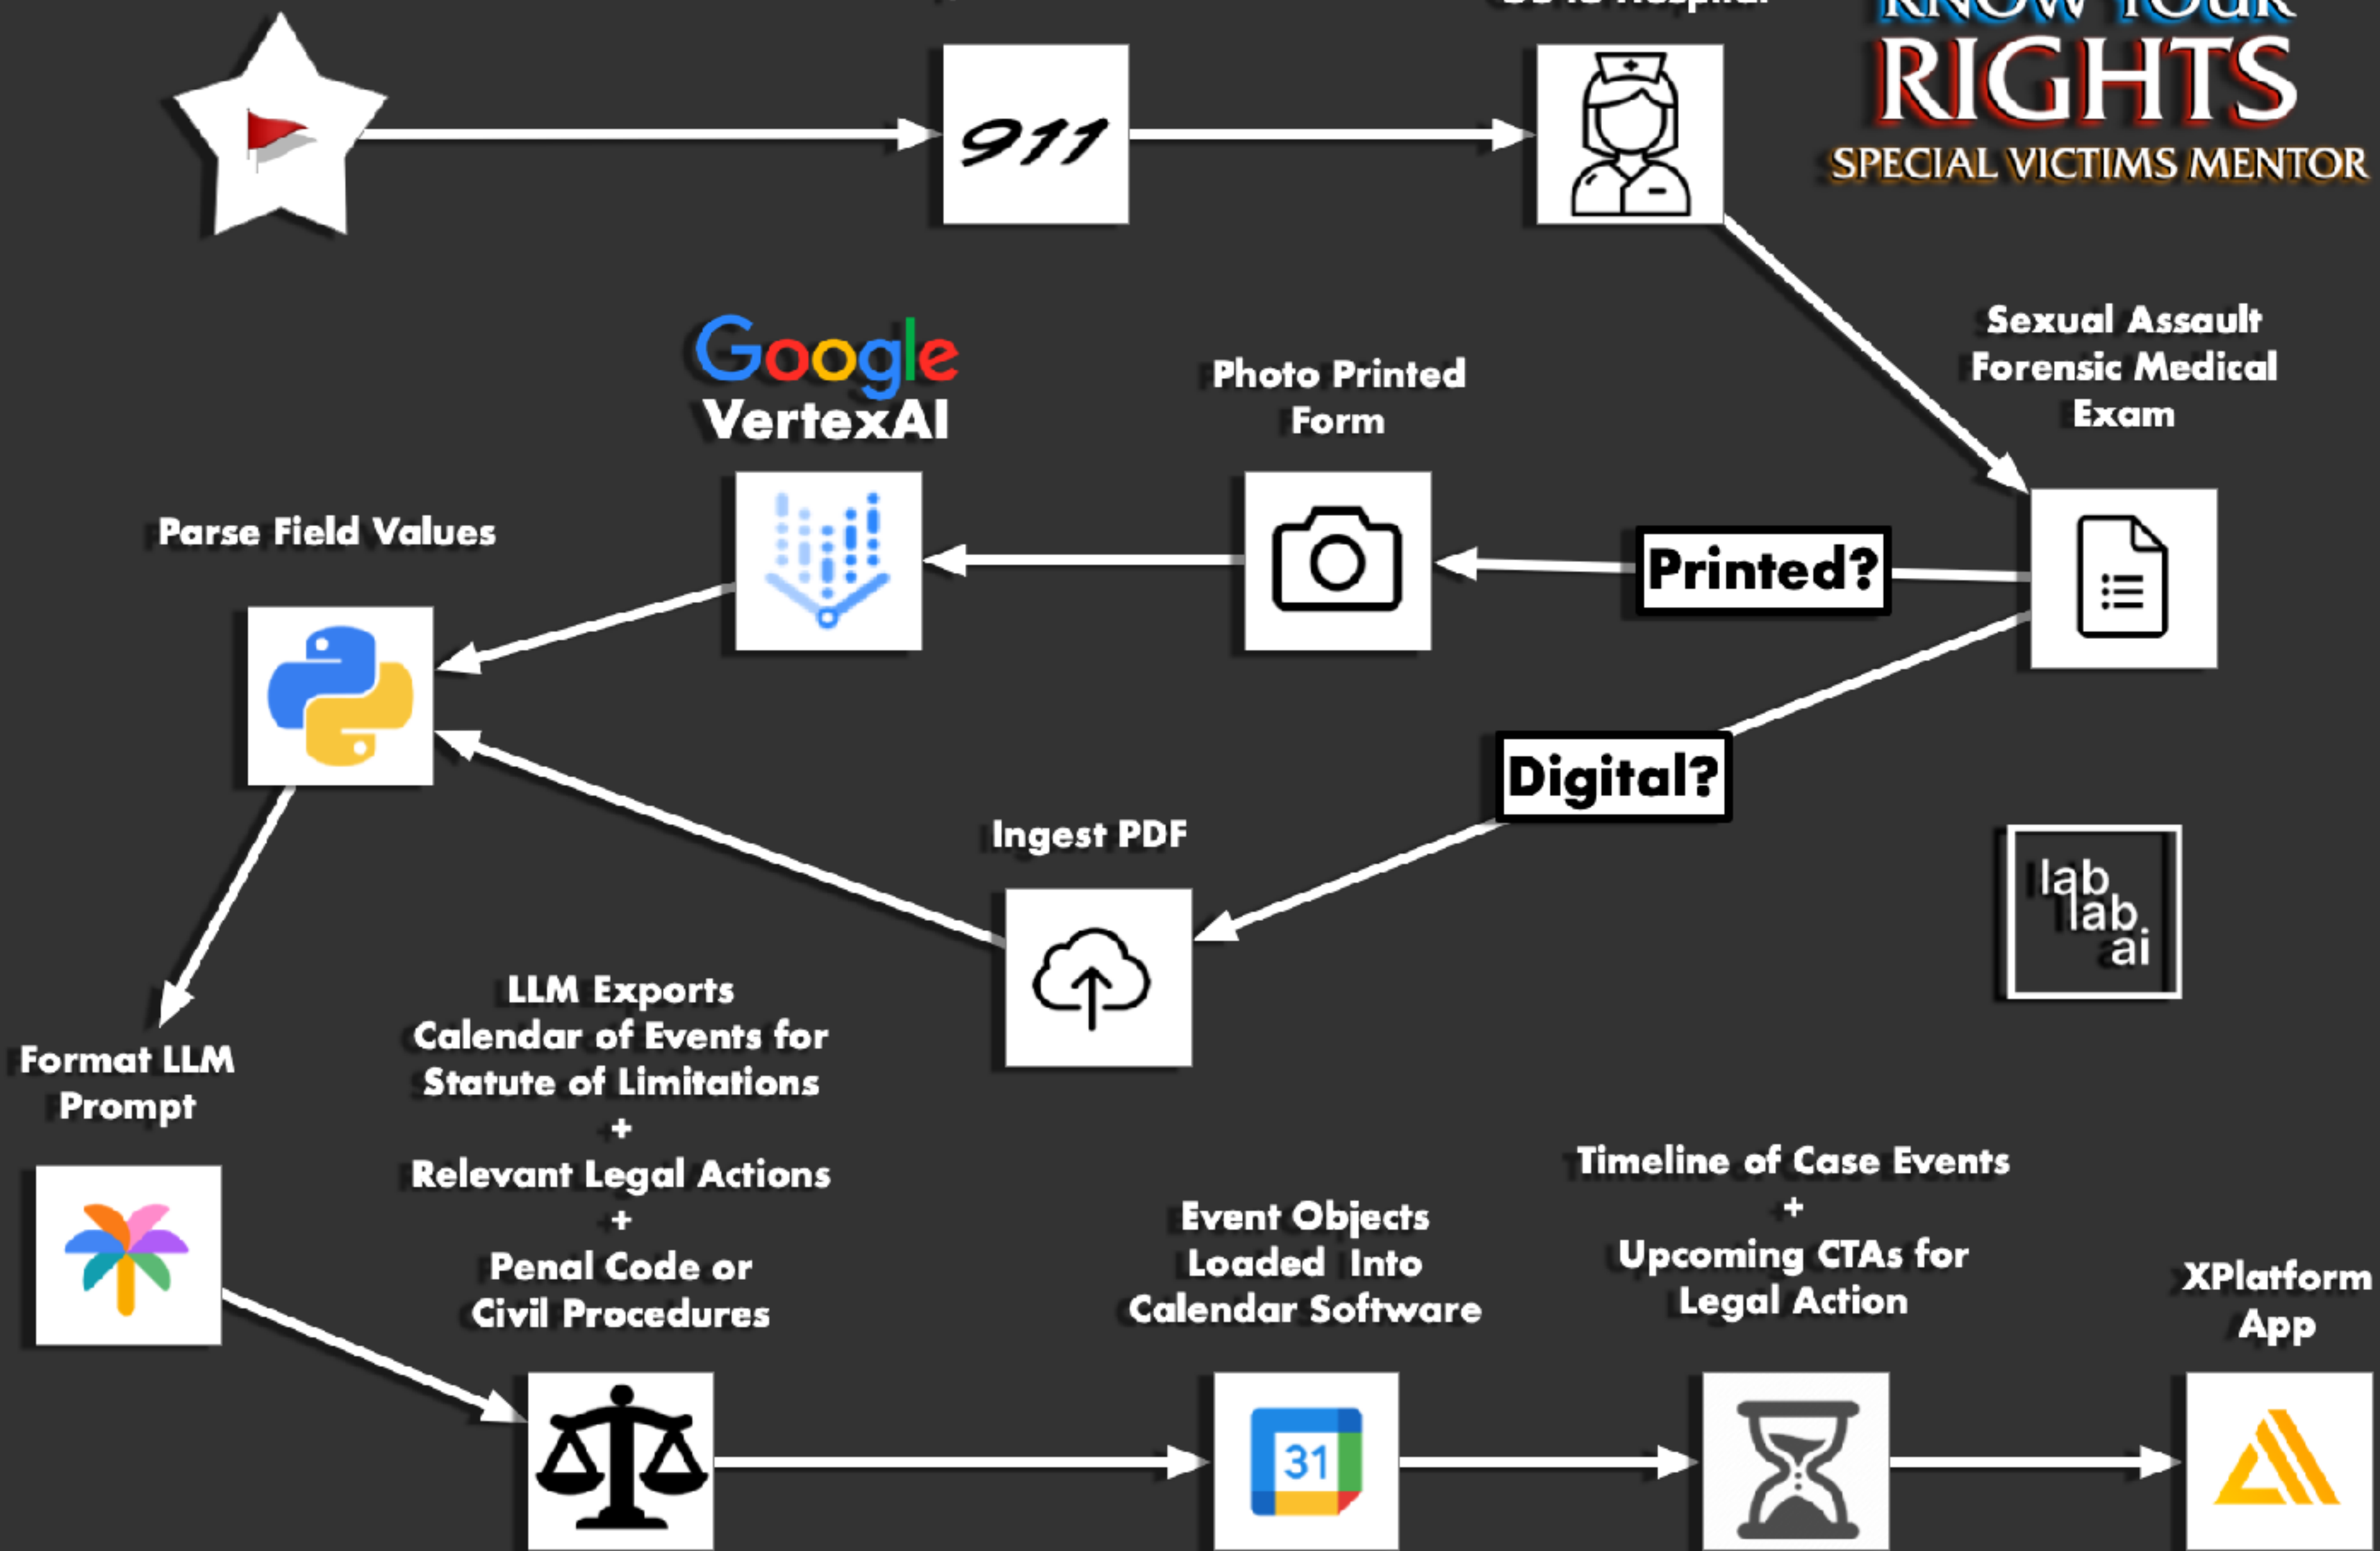 KNOW YOUR
RIGHTS
SPECIAL VICTIMS MENTOR
911
Sexual Assault
Forensic Medical
Exam
Google
VertexAI
Photo Printed
Form
Parse Field Values
Printed?
Digital?
Ingest PDF
lab
lab
ai
Format LLM
Prompt
LLM Exports
Calendar of Events for
Statute of Limitations
+
Relevant Legal Actions
+
Penal Code or
Civil Procedures
Event Objects
Loaded Into
Calendar Software
31
Timeline of Case Events
+
Upcoming CTAs for
Legal Action
XPlatform
App